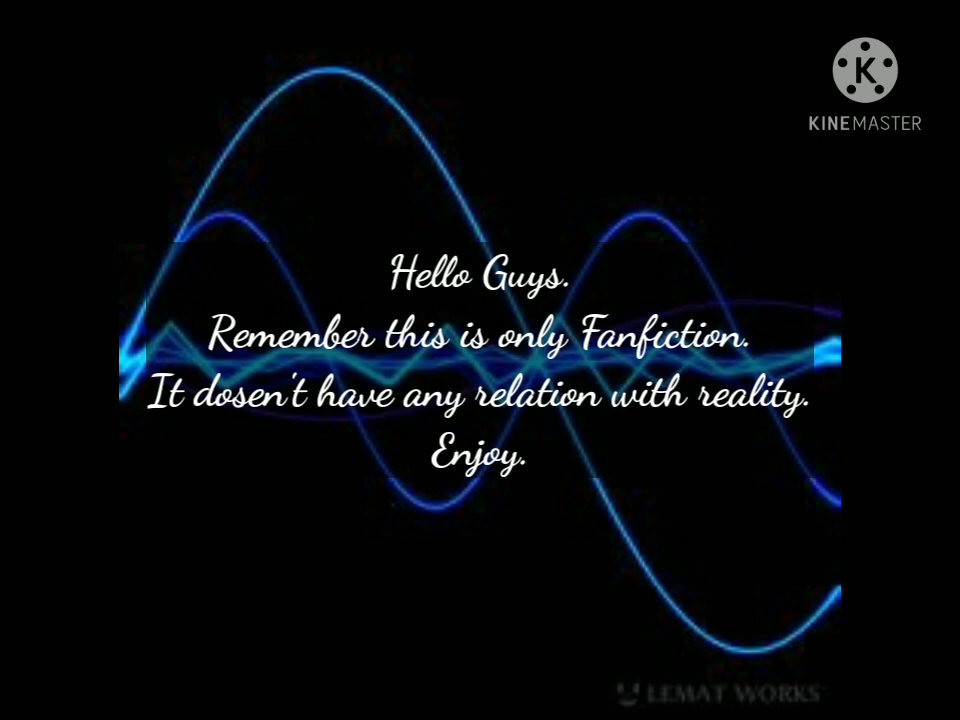 K
KINEMASTER
Hello Guys.
Remember this is only Fanfiction.
It dosen't have any relation with reality.
Enjoy.
LEMAT WORKS